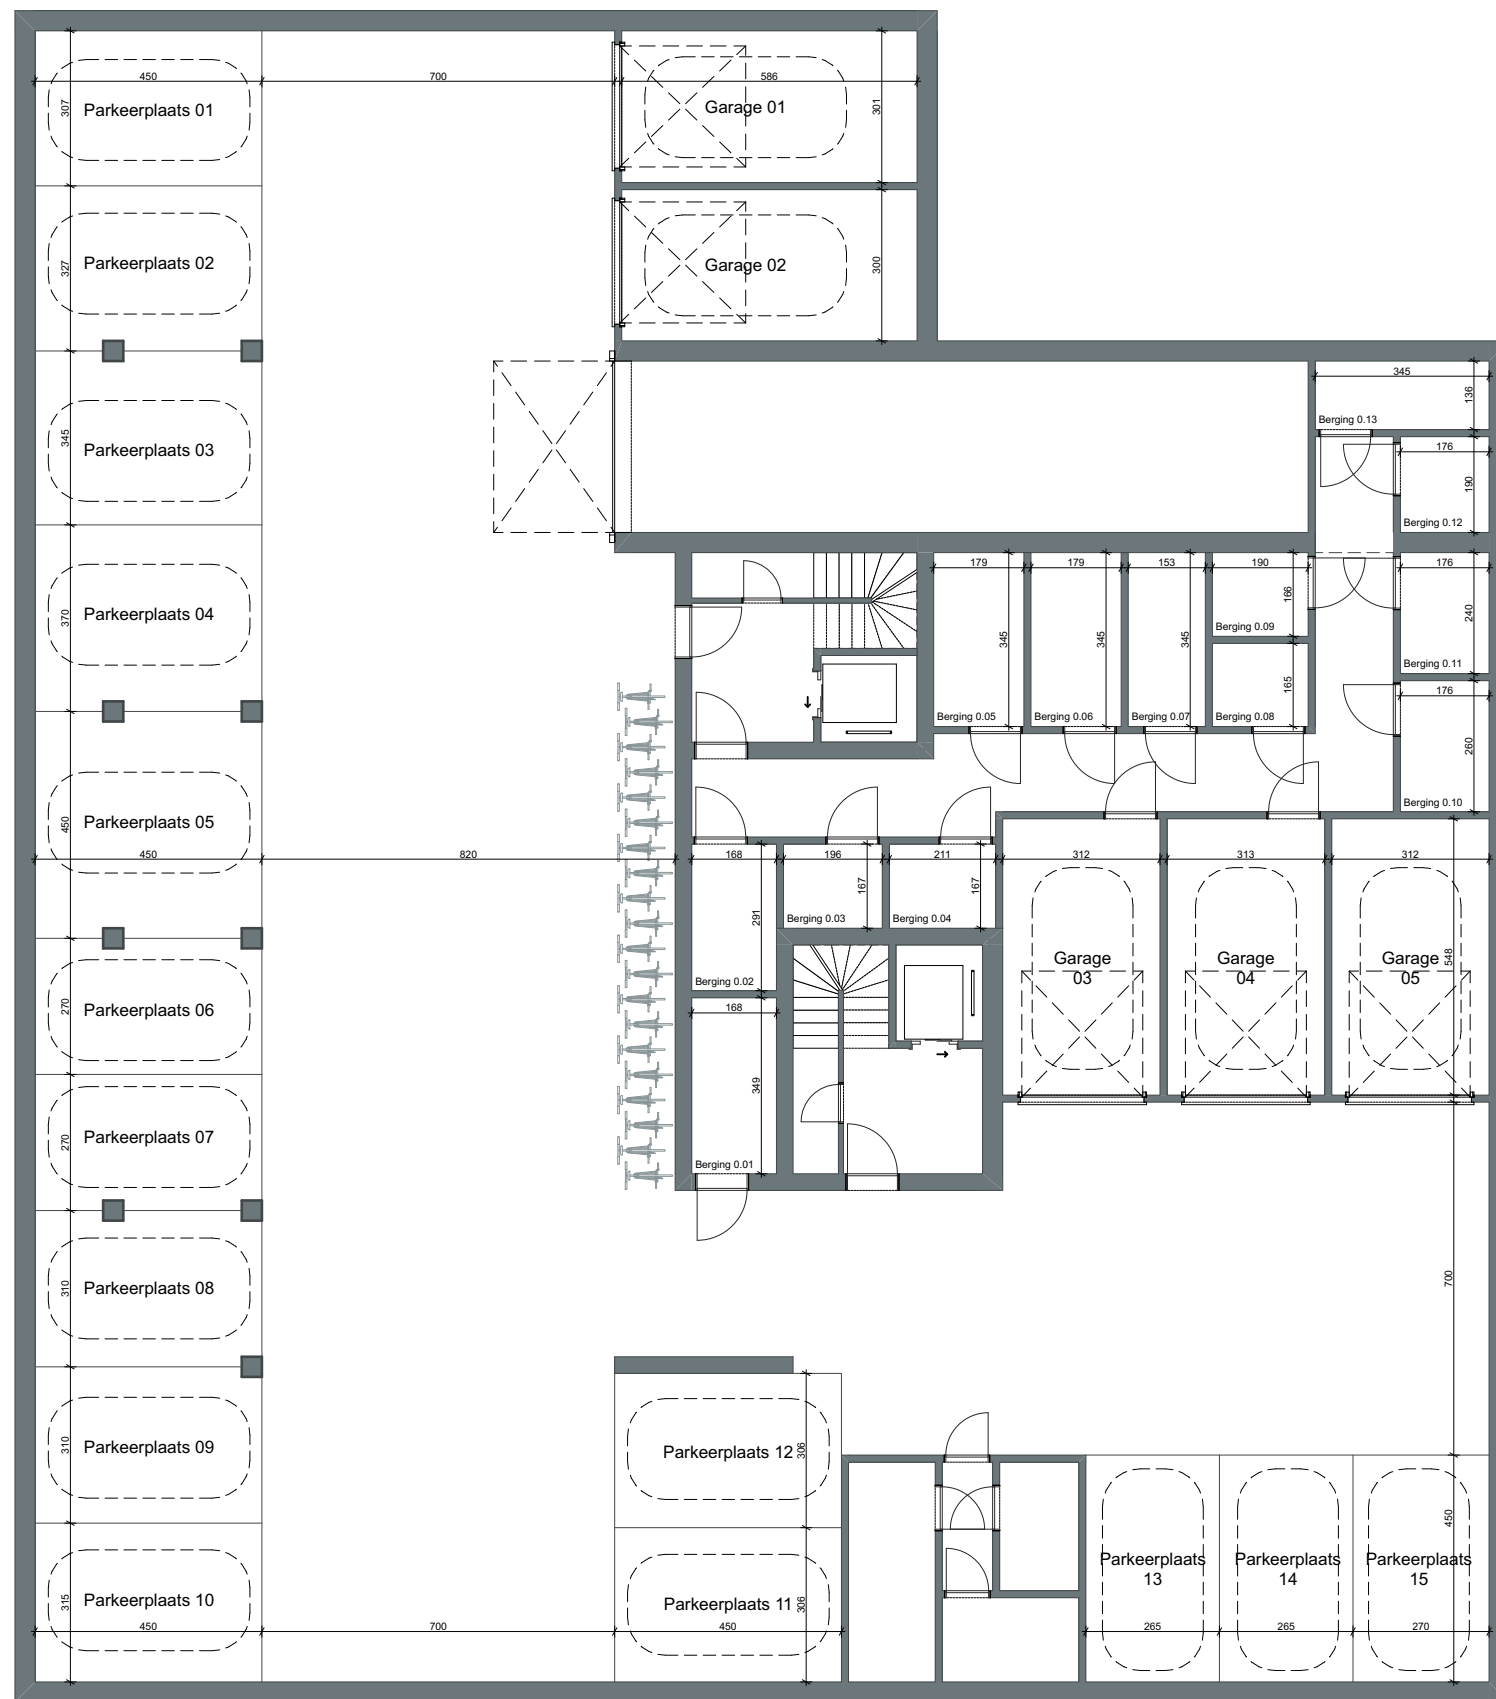 450
700
586
307
Parkeerplaats 01
Garage 01
301
327
Parkeerplaats 02
Garage 02
300
345
Parkeerplaats 03
345
136
Berging 0.13
176
190
Berging 0.12
370
Parkeerplaats 04
179
179
153
190
176
345
345
345
166
Berging 0.09
240
Berging 0.11
165
176
Berging 0.05
Berging 0.06
Berging 0.07
Berging 0.08
260
Berging 0.10
450
Parkeerplaats 05
450
820
168
196
211
312
313
312
291
167
167
Berging 0.03
Berging 0.04
Berging 0.02
Garage
03
Garage
04
Garage
05
548
270
Parkeerplaats 06
168
349
Berging 0.01
270
Parkeerplaats 07
310
Parkeerplaats 08
700
310
Parkeerplaats 09
Parkeerplaats 12
306
450
315
Parkeerplaats 10
Parkeerplaats 11
306
Parkeerplaats
13
Parkeerplaats
14
Parkeerplaats
15
450
700
450
265
265
270